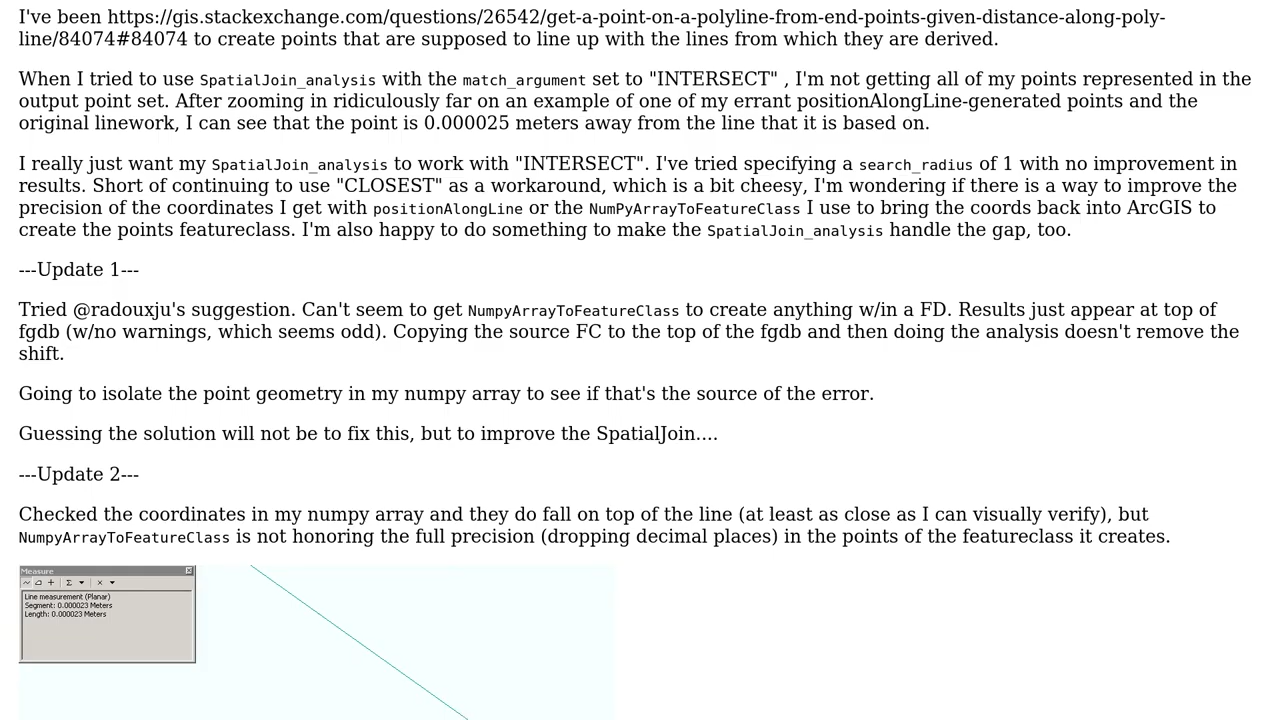 I've been https://gis.stackexchange.com/questions/26542/get-a-point-on-a-polyline-from-end-points-given-distance-along-poly-
line/84074#84074 to create points that are supposed to line up with the lines from which they are derived.
When I tried to use SpatialJoin_analysis with the match_argument set to "INTERSECT" , I'm not getting all of my points represented in the
output point set. After zooming in ridiculously far on an example of one of my errant positionAlongLine-generated points and the
original linework, I can see that the point is 0.000025 meters away from the line that it is based on.
I really just want my SpatialJoin_analysis to work with "INTERSECT". I've tried specifying a search_radius of 1 with no improvement in
results. Short of continuing to use "CLOSEST" as a workaround, which is a bit cheesy, I'm wondering if there is a way to improve the
precision of the coordinates I get with positionAlongLine or the NumPyArrayToFeatureClass I use to bring the coords back into ArcGIS to
create the points featureclass. I'm also happy to do something to make the SpatialJoin_analysis handle the gap, too.
---Update 1---
Tried @radouxju's suggestion. Can't seem to get NumpyArrayToFeatureClass to create anything w/in a FD. Results just appear at top of
fgdb (w/no warnings, which seems odd). Copying the source FC to the top of the fgdb and then doing the analysis doesn't remove the
shift.
Going to isolate the point geometry in my numpy array to see if that's the source of the error.
Guessing the solution will not be to fix this, but to improve the SpatialJoin....
---Update 2---
Checked the coordinates in my numpy array and they do fall on top of the line (at least as close as I can visually verify), but
NumpyArrayToFeatureClass is not honoring the full precision (dropping decimal places) in the points of the featureclass it creates.
Measure
Line measurement (Planar)
Segment: 0.000023 Meters
Length: 0.000023 Meters